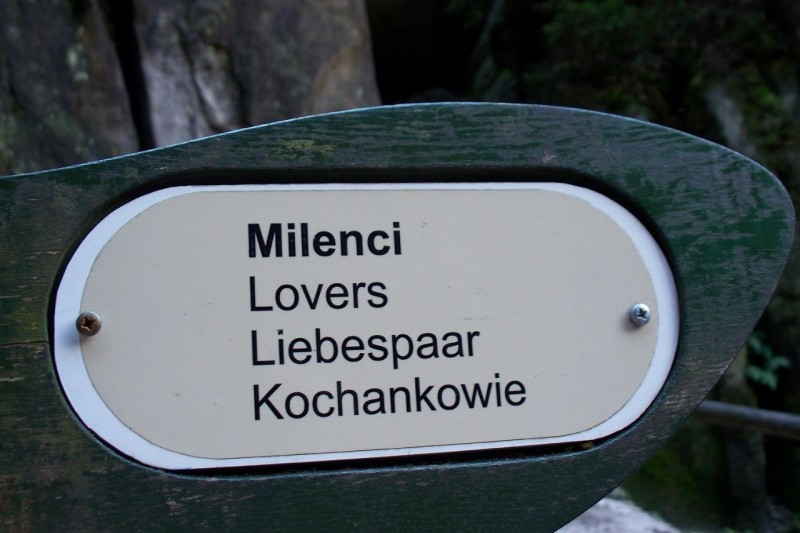 Milenci
Lovers
Liebespaar
Kochankowie